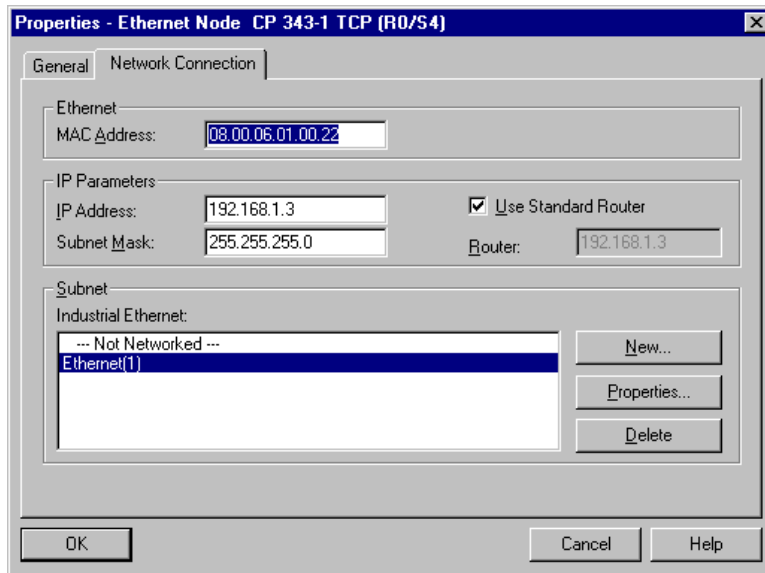 Properties - Ethernet Node CP 343-1 TCP (R0/S4)
General Network Connection
Ethernet
MAC Address: 08.00.06.01.00.22
IP Parameters
IP Address: 192.168.1.3 Use Standard Router
Subnet Mask: 255.255.255.0 Router: 192.168.1.3
Subnet
Industrial Ethernet:
--- Not Networked --- New...
Ethernet(1)
Properties...
Delete
OK Cancel Help